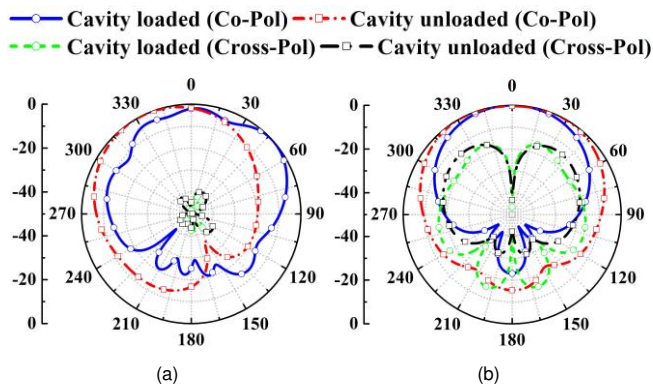 Cavity loaded (Co-Pol) Cavity unloaded (Co-Pol)
Cavity loaded (Cross-Pol) Cavity unloaded (Cross-Pol)
0 0
330 30 330 30
-0 -0
300 60 300 60
-20 -20
-40 -40
270 90 270 90
-40 -40
240 120 240 120
-20 -20
210 150 210 150
0 0
180 180
(a) (b)